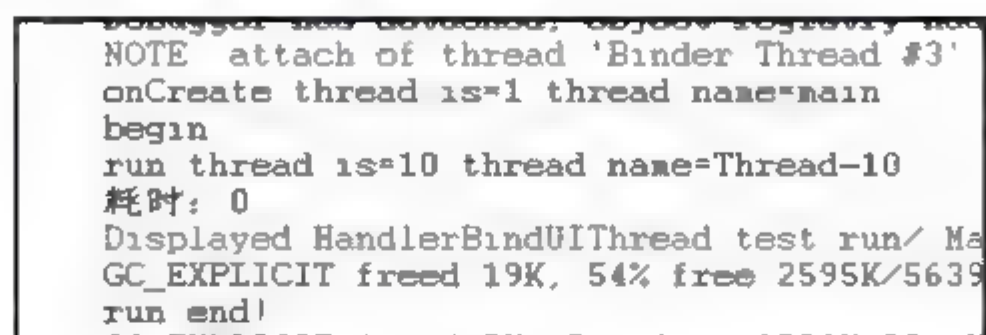 NOTE attach of thread 'Binder Thread #3'
onCreate thread is=1 thread name=main
begin
run thread is=10 thread name=Thread-10
耗时: 0
Displayed HandlerBindUIThread test run/ Ma
GC_EXPLICIT freed 19K, 54% free 2595K/5639
run end!